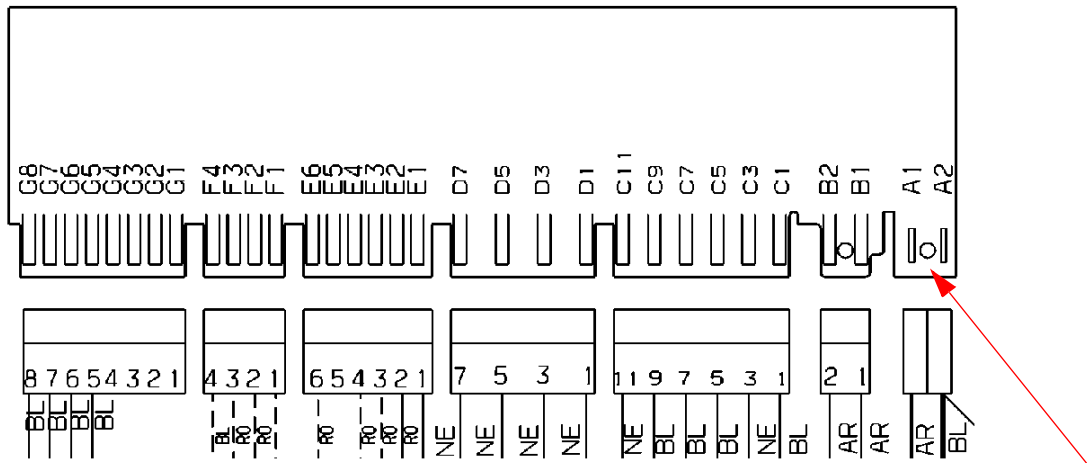 G8 G7 G6 G5 G4 G3 G2 G1 F4 F3 F2 F1 E6 E5 E4 E3 E2 E1 D7 D5 D3 D1 C11 C9 C7 C5 C3 C1 B2 B1 A1 A2
8 7 6 5 4 3 2 1 4 3 2 1 6 5 4 3 2 1 7 5 3 1 11 9 7 5 3 1 2 1
BL BL BL BL BL RO RO RO RO RO RO NE NE NE NE NE BL BL BL NE BL AR AR AR BL